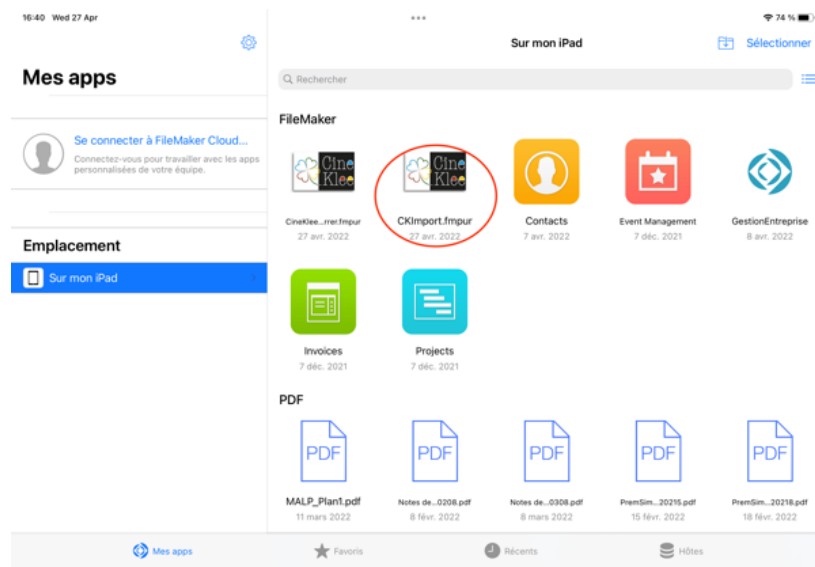 16:40 Wed 27 Apr
74 %
Mes apps
Se connecter à FileMaker Cloud...
Connectez-vous pour travailler avec les apps
personnalisées de votre équipe.
Emplacement
Sur mon iPad
Sur mon iPad
Sélectionner
Rechercher
FileMaker
Cine
Klee
Cine
Klee
CineKlee...rrer.fmpur
CKImport.fmpur
Contacts
Event Management
GestionEntreprise
27 avr. 2022
27 avr. 2022
7 avr. 2022
7 déc. 2021
8 avr. 2022
Invoices
Projects
7 déc. 2021
7 déc. 2021
PDF
PDF
PDF
PDF
PDF
PDF
MALP_Plan1.pdf
Notes de...0208.pdf
Notes de...0308.pdf
PremSim...20215.pdf
PremSim...20218.pdf
11 mars 2022
8 févr. 2022
8 mars 2022
15 févr. 2022
18 févr. 2022
Mes apps
Favoris
Récents
Hôtes